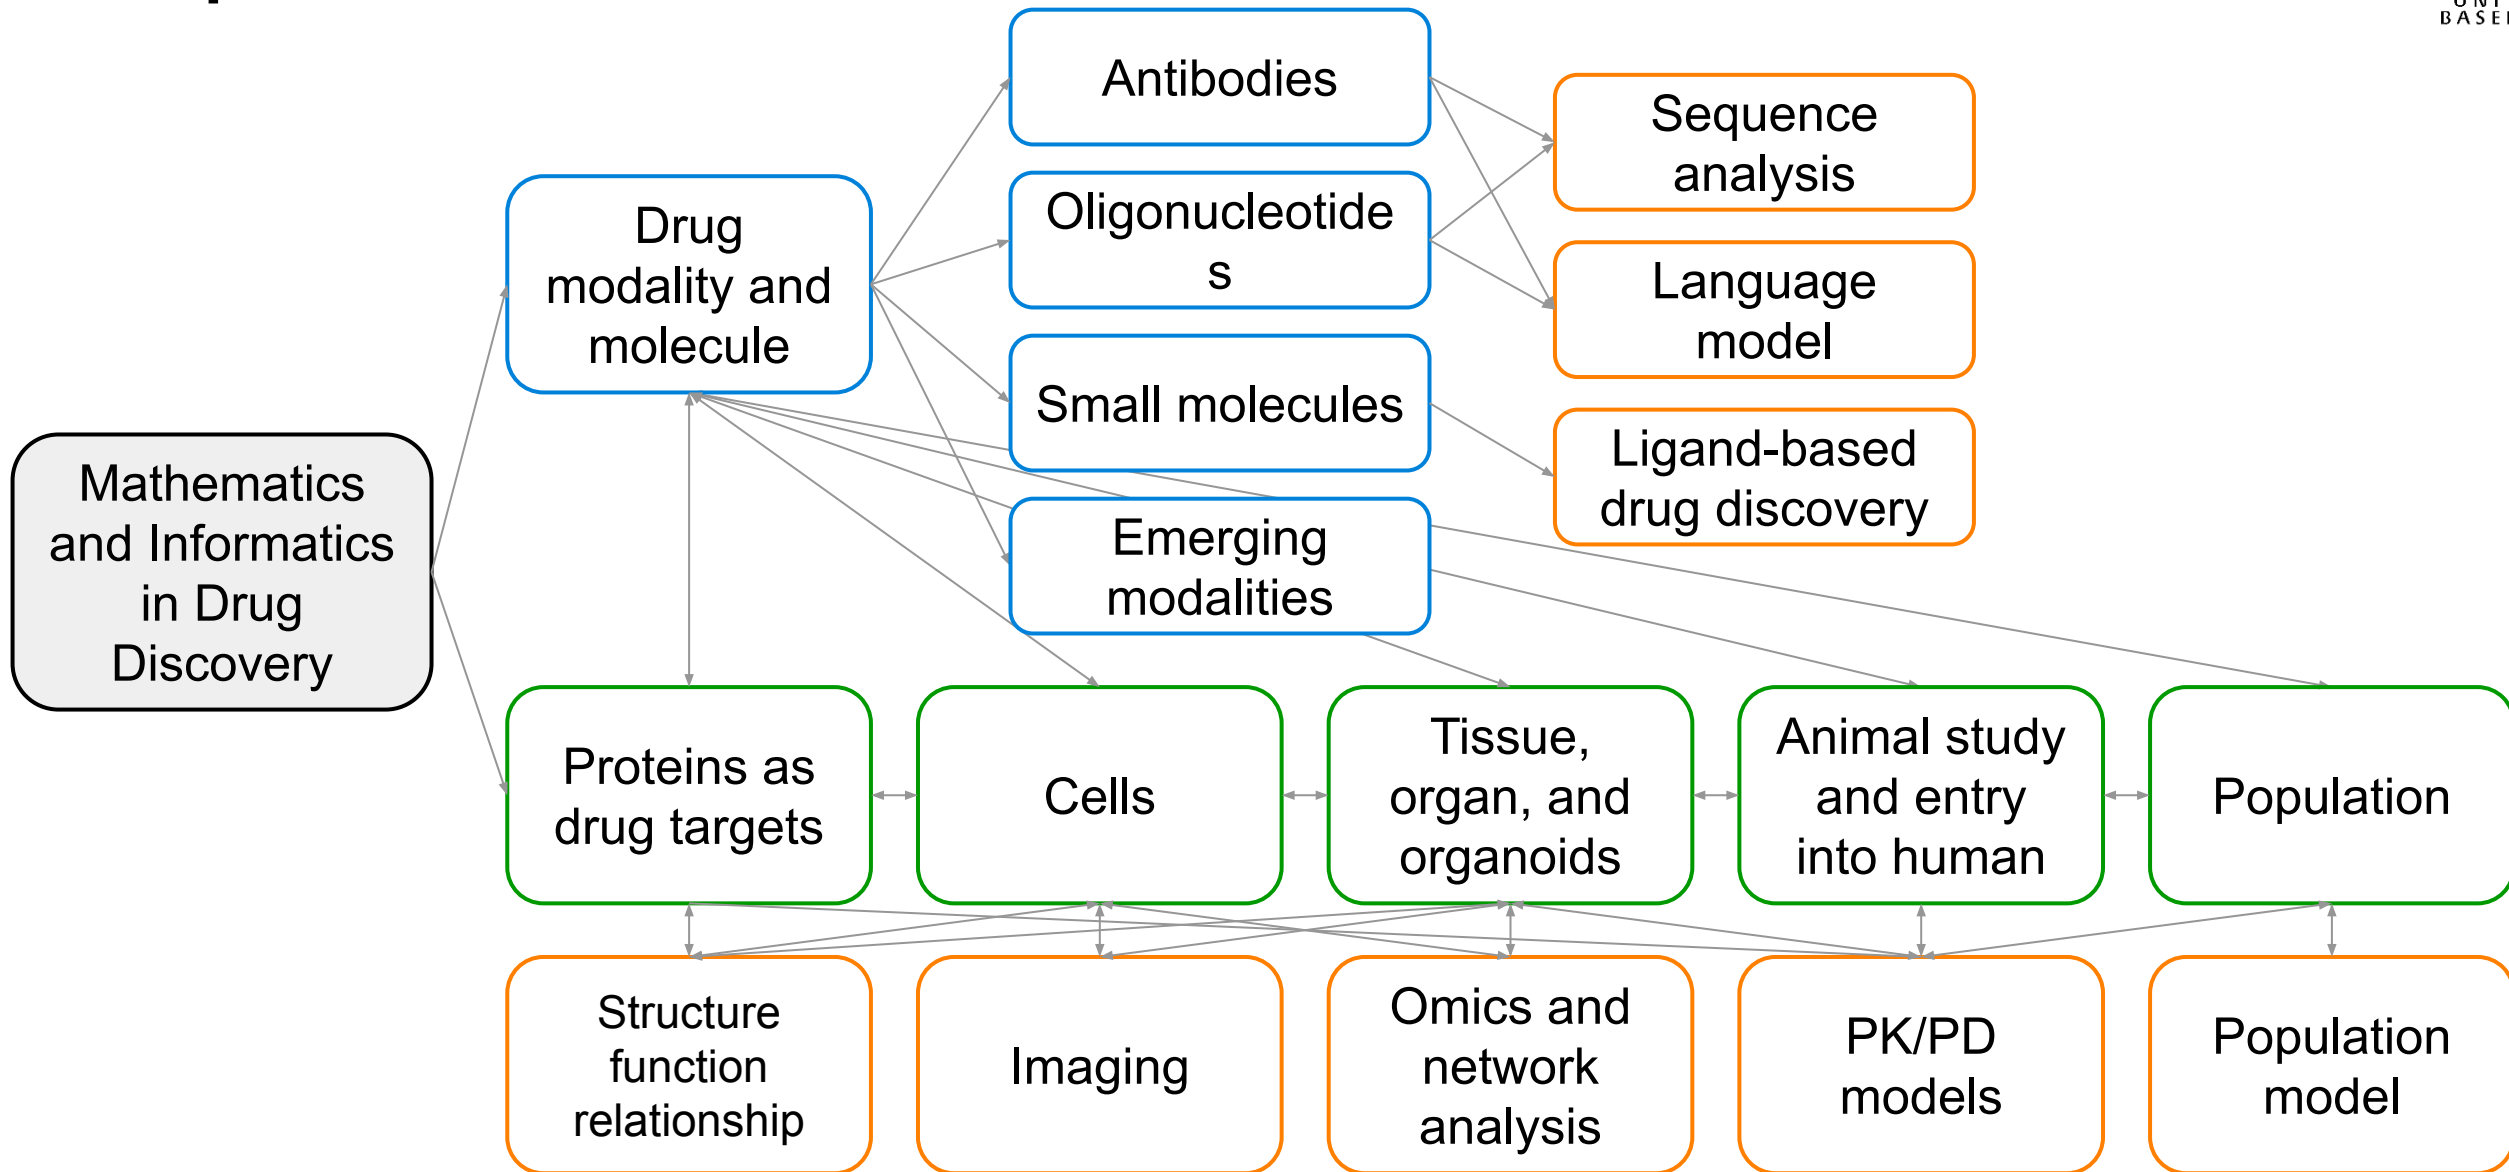 BASEL
Antibodies
Sequence
analysis
Drug
modality and
molecule
Oligonucleotide
s
Language
model
Small molecules
Ligand-based
drug discovery
Mathematics
and Informatics
in Drug
Discovery
Emerging
modalities
Proteins as
drug targets
Cells
Tissue,
organ, and
organoids
Animal study
and entry
into human
Population
Structure
function
relationship
Imaging
Omics and
network
analysis
PK/PD
models
Population
model